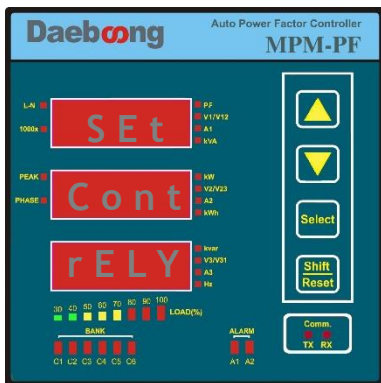 Daeboong
Auto Power Factor Controller
MPM-PF
L-N
1000x
SEt
PF
V1/V12
A1
kVA
PEAK
PHASE
Cont
kW
V2/V23
A2
kWh
rELY
kvar
V3/V31
A3
Hz
30 40 50 60 70 80 90 100 LOAD(%)
BANK
C1 C2 C3 C4 C5 C6
ALARM
A1 A2
Select
Shift
Reset
Comm.
TX RX